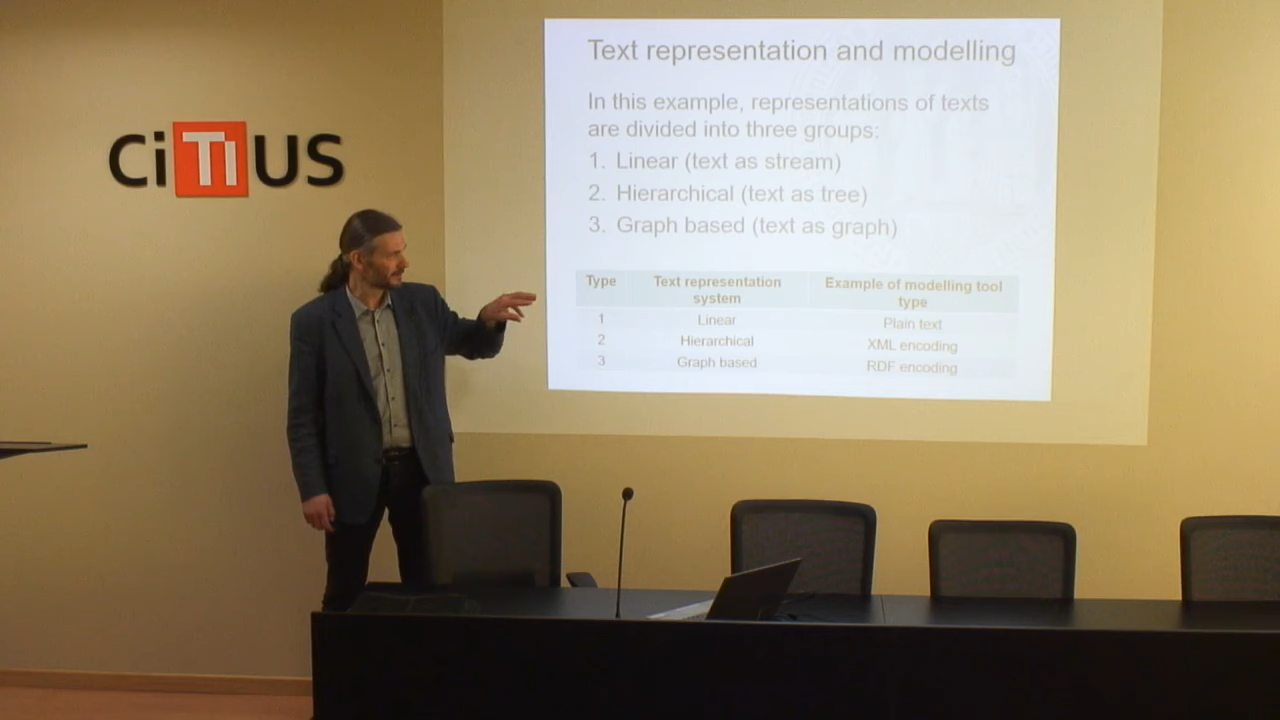 CiTIUS
Text representation and modelling
In this example, representations of texts
are divided into three groups:
1. Linear (text as stream)
2. Hierarchical (text as tree)
3. Graph based (text as graph)
Type Text representation system Example of modelling tool type
1 Linear Plain text
2 Hierarchical XML encoding
3 Graph based RDF encoding